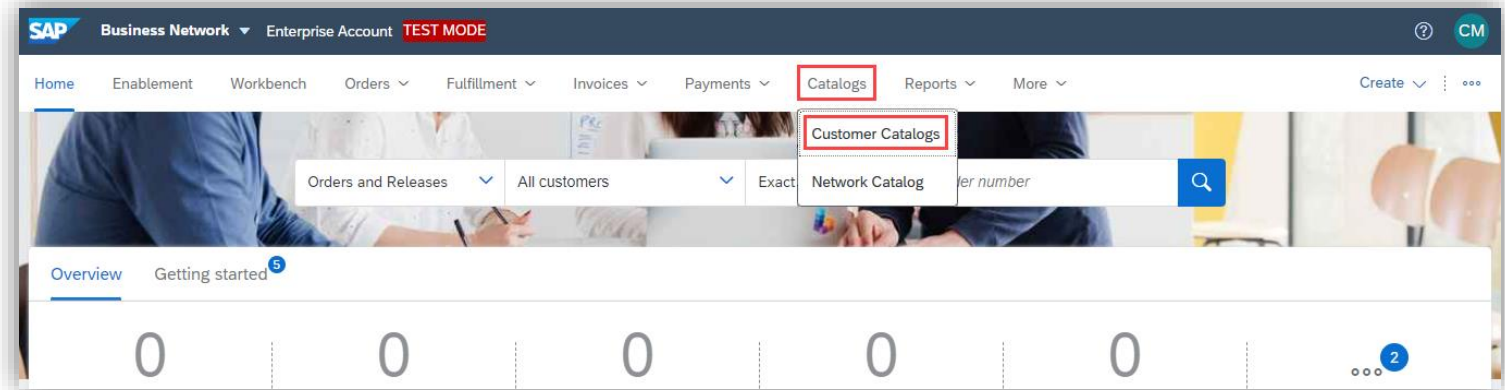 SAP Business Network Enterprise Account TEST MODE ? CM
Home Enablement Workbench Orders Fulfillment Invoices Payments Catalogs Reports More Create
Customer Catalogs
Orders and Releases All customers Exact Network Catalog der number
Overview Getting started 5
0 0 0 0 0 2